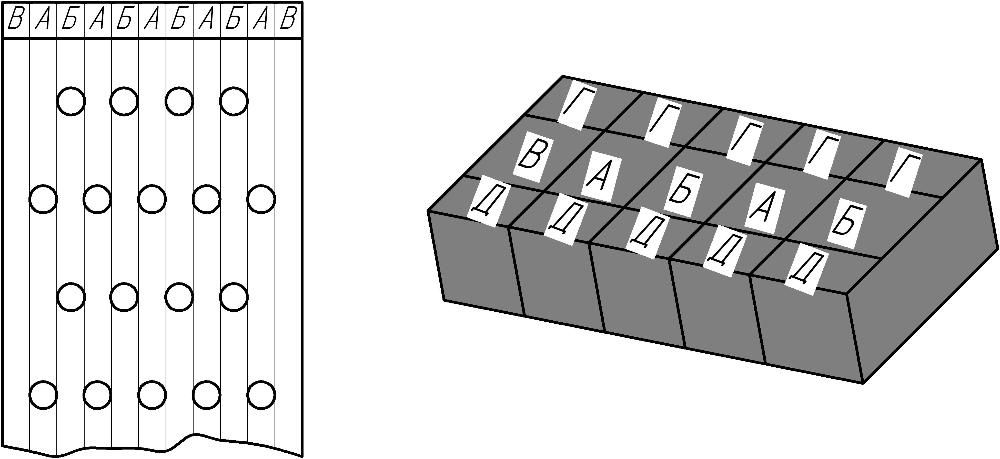 В А Б А Б А Б А Б А В
Г Г Г Г Г
В А Б А Б
Д Д Д Д Д